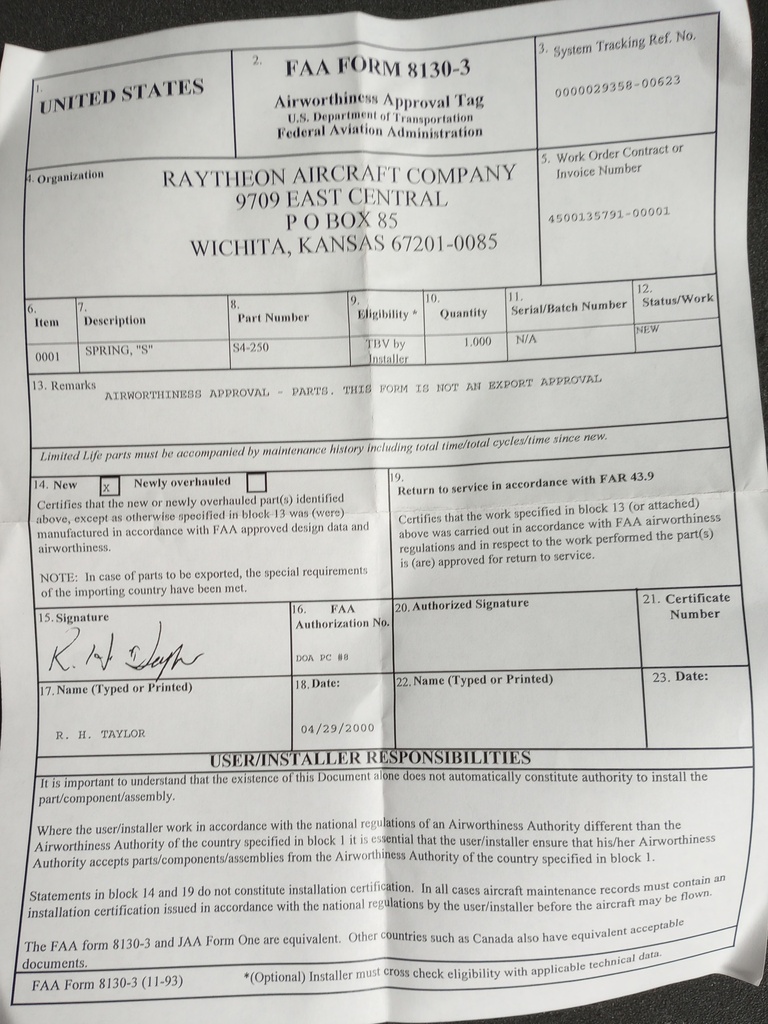 1.
UNITED STATES
2.
FAA FORM 8130-3
Airworthiness Approval Tag
U.S. Department of Transportation
Federal Aviation Administration
3. System Tracking Ref. No.
0000029358-00623
4. Organization
RAYTHEON AIRCRAFT COMPANY
9709 EAST CENTRAL
P O BOX 85
WICHITA, KANSAS 67201-0085
5. Work Order Contract or
Invoice Number
4500135791-00001
6.
Item
7.
Description
8.
Part Number
9.
Eligibility *
10.
Quantity
11.
Serial/Batch Number
12.
Status/Work
0001
SPRING, "S"
S4-250
TBV by
Installer
1.000
N/A
NEW
13. Remarks
AIRWORTHINESS APPROVAL - PARTS. THIS FORM IS NOT AN EXPORT APPROVAL
Limited Life parts must be accompanied by maintenance history including total time/total cycles/time since new.
14. New x Newly overhauled
Certifies that the new or newly overhauled part(s) identified
above, except as otherwise specified in block 13 was (were)
manufactured in accordance with FAA approved design data and
airworthiness.
NOTE: In case of parts to be exported, the special requirements
of the importing country have been met.
19.
Return to service in accordance with FAR 43.9
Certifies that the work specified in block 13 (or attached)
above was carried out in accordance with FAA airworthiness
regulations and in respect to the work performed the part(s)
is (are) approved for return to service.
15. Signature
R. H Taylor
16. FAA
Authorization No.
DOA PC #8
20. Authorized Signature
21. Certificate
Number
17. Name (Typed or Printed)
R. H. TAYLOR
18. Date:
04/29/2000
22. Name (Typed or Printed)
23. Date:
USER/INSTALLER RESPONSIBILITIES
It is important to understand that the existence of this Document alone does not automatically constitute authority to install the
part/component/assembly.
Where the user/installer work in accordance with the national regulations of an Airworthiness Authority different than the
Airworthiness Authority of the country specified in block 1 it is essential that the user/installer ensure that his/her Airworthiness
Authority accepts parts/components/assemblies from the Airworthiness Authority of the country specified in block 1.
Statements in block 14 and 19 do not constitute installation certification. In all cases aircraft maintenance records must contain an
installation certification issued in accordance with the national regulations by the user/installer before the aircraft may be flown.
The FAA form 8130-3 and JAA Form One are equivalent. Other countries such as Canada also have equivalent acceptable
documents.
FAA Form 8130-3 (11-93)
*(Optional) Installer must cross check eligibility with applicable technical data.